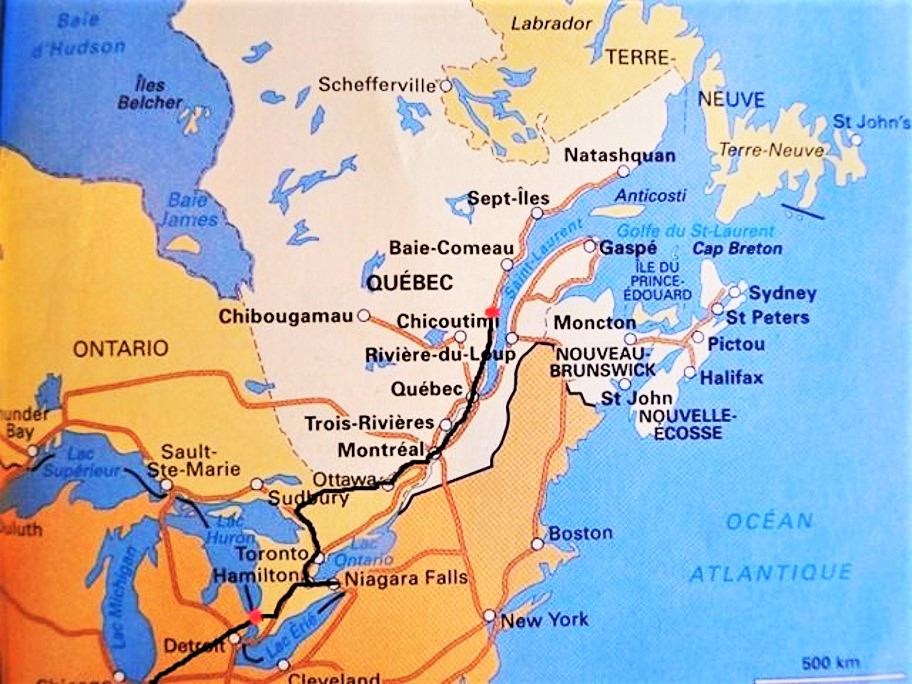 Baie
d'Hudson
Labrador
TERRE-
NEUVE
Schefferville
Îles
Belcher
St John's
Terre-Neuve
Natashquan
Baie
James
Sept-Îles
Anticosti
Golfe du St-Laurent
Saint-Laurent
Baie-Comeau
Gaspé
Cap Breton
QUÉBEC
ÎLE DU
PRINCE-
ÉDOUARD
Sydney
Chibougamau
Chicoutimi
Moncton
St Peters
ONTARIO
Rivière-du-Loup
Pictou
NOUVEAU-
BRUNSWICK
Halifax
Québec
St John
Trois-Rivières
NOUVELLE-
ÉCOSSE
Bay
Montréal
Lac
Supérieur
Sault-
Ste-Marie
Ottawa
Sudbury
Lac
Huron
OCÉAN
ATLANTIQUE
Boston
Toronto
Lac
Ontario
Hamilton
Niagara Falls
Lac Michigan
New York
Detroit
Lac Érié
500 km
Cleveland